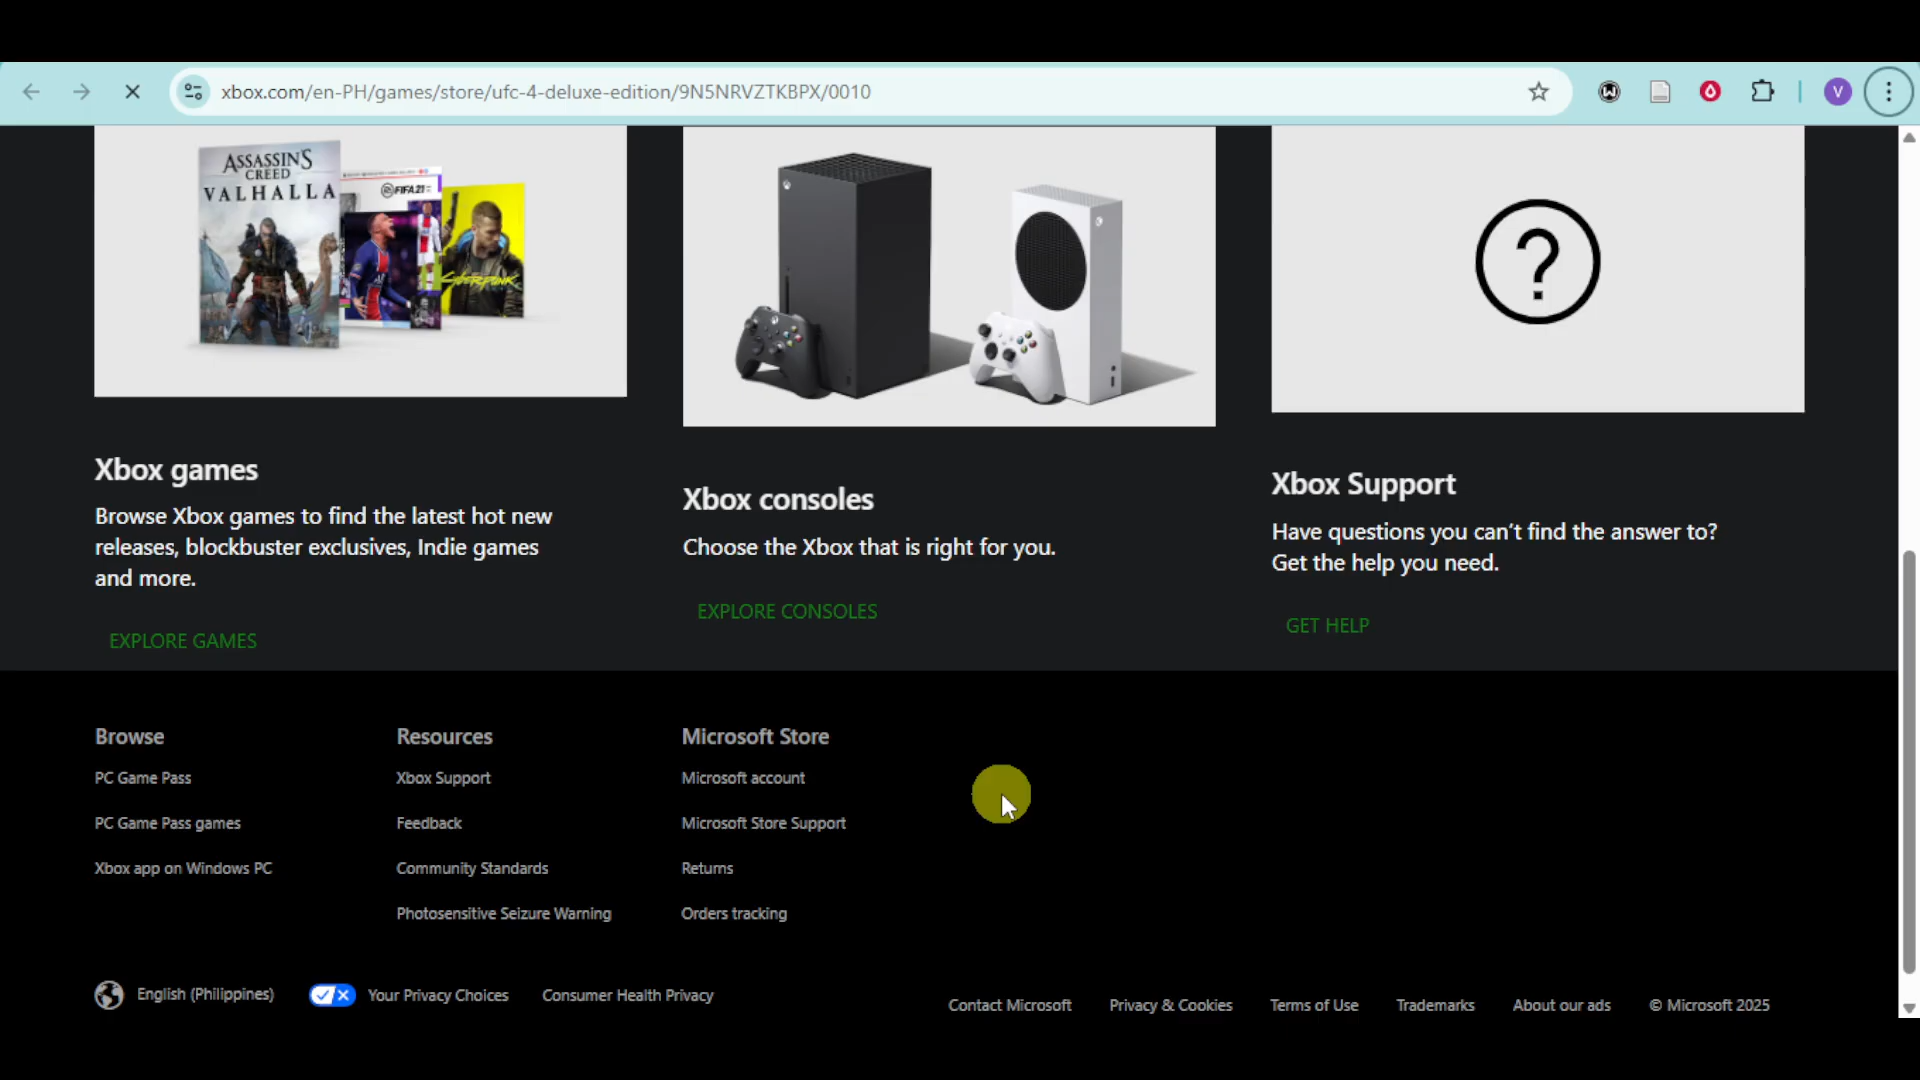 xbox.com/en-PH/games/store/ufc-4-deluxe-edition/9N5NRVZTKBPX/0010
V
ASSASSIN'S
CREED
VALHALLA
FIFA 21
CYBERPUNK
Xbox games
Browse Xbox games to find the latest hot new
releases, blockbuster exclusives, Indie games
and more.
EXPLORE GAMES
Xbox consoles
Choose the Xbox that is right for you.
EXPLORE CONSOLES
?
Xbox Support
Have questions you can't find the answer to?
Get the help you need.
GET HELP
Browse
PC Game Pass
PC Game Pass games
Xbox app on Windows PC
Resources
Xbox Support
Feedback
Community Standards
Photosensitive Seizure Warning
Microsoft Store
Microsoft account
Microsoft Store Support
Returns
Orders tracking
English (Philippines)
Your Privacy Choices
Consumer Health Privacy
Contact Microsoft
Privacy & Cookies
Terms of Use
Trademarks
About our ads
© Microsoft 2025